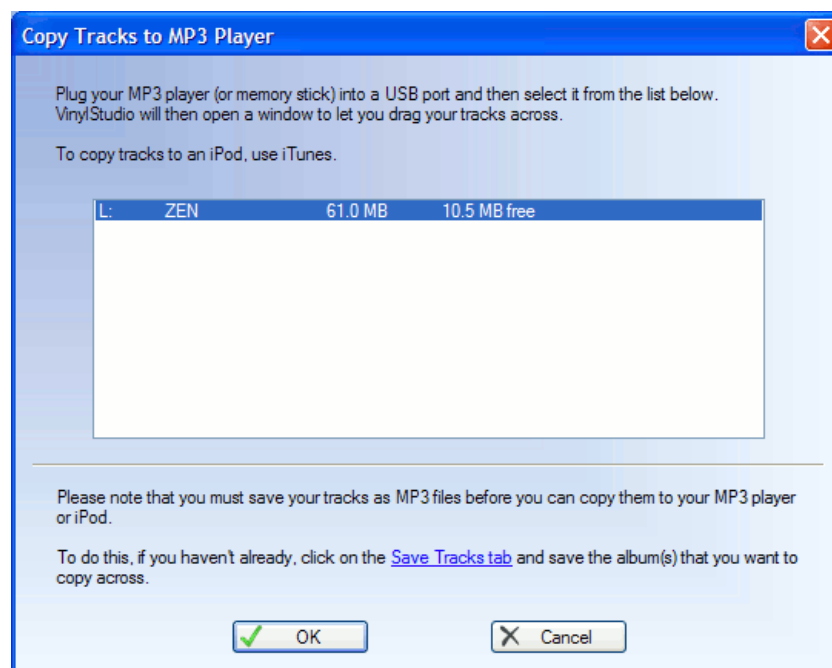 Copy Tracks to MP3 Player
Plug your MP3 player (or memory stick) into a USB port and then select it from the list below.
VinylStudio will then open a window to let you drag your tracks across.
To copy tracks to an iPod, use iTunes.
L: ZEN 61.0 MB 10.5 MB free
Please note that you must save your tracks as MP3 files before you can copy them to your MP3 player
or iPod.
To do this, if you haven't already, click on the Save Tracks tab and save the album(s) that you want to
copy across.
OK Cancel